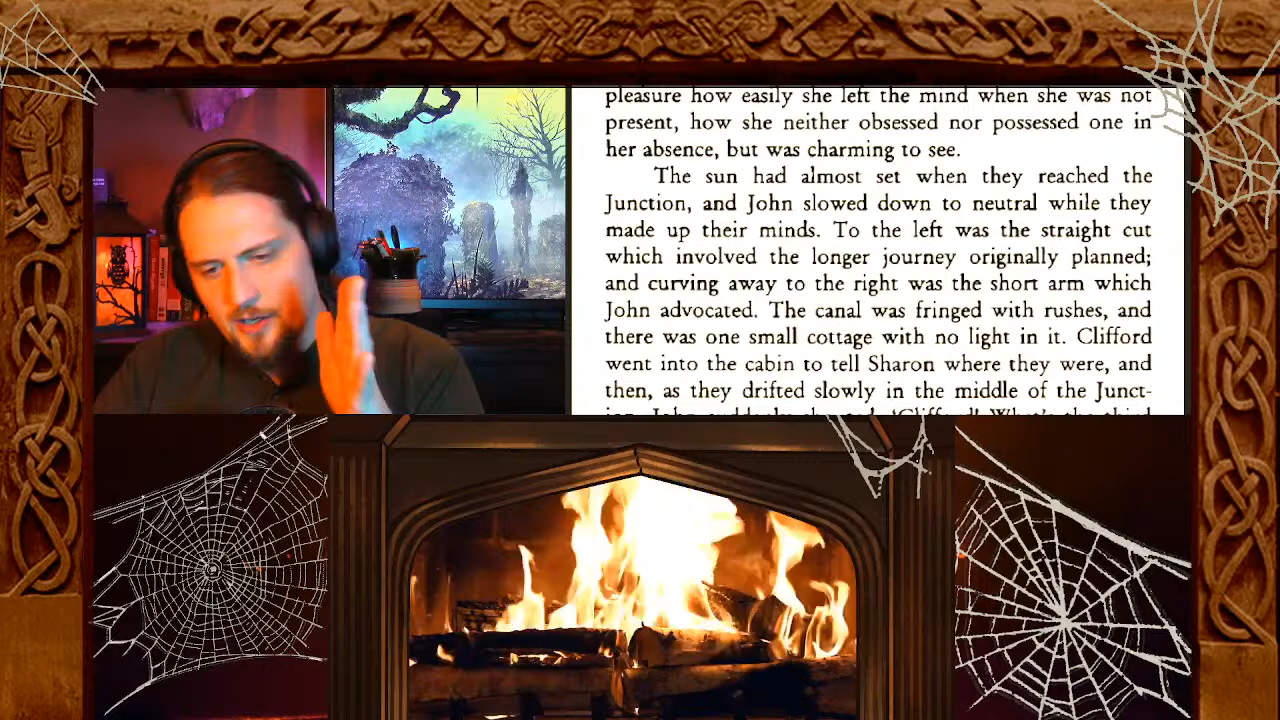 pleasure how easily she left the mind when she was not
present, how she neither obsessed nor possessed one in
her absence, but was charming to see.
The sun had almost set when they reached the
Junction, and John slowed down to neutral while they
made up their minds. To the left was the straight cut
which involved the longer journey originally planned;
and curving away to the right was the short arm which
John advocated. The canal was fringed with rushes, and
there was one small cottage with no light in it. Clifford
went into the cabin to tell Sharon where they were, and
then, as they drifted slowly in the middle of the Junct-